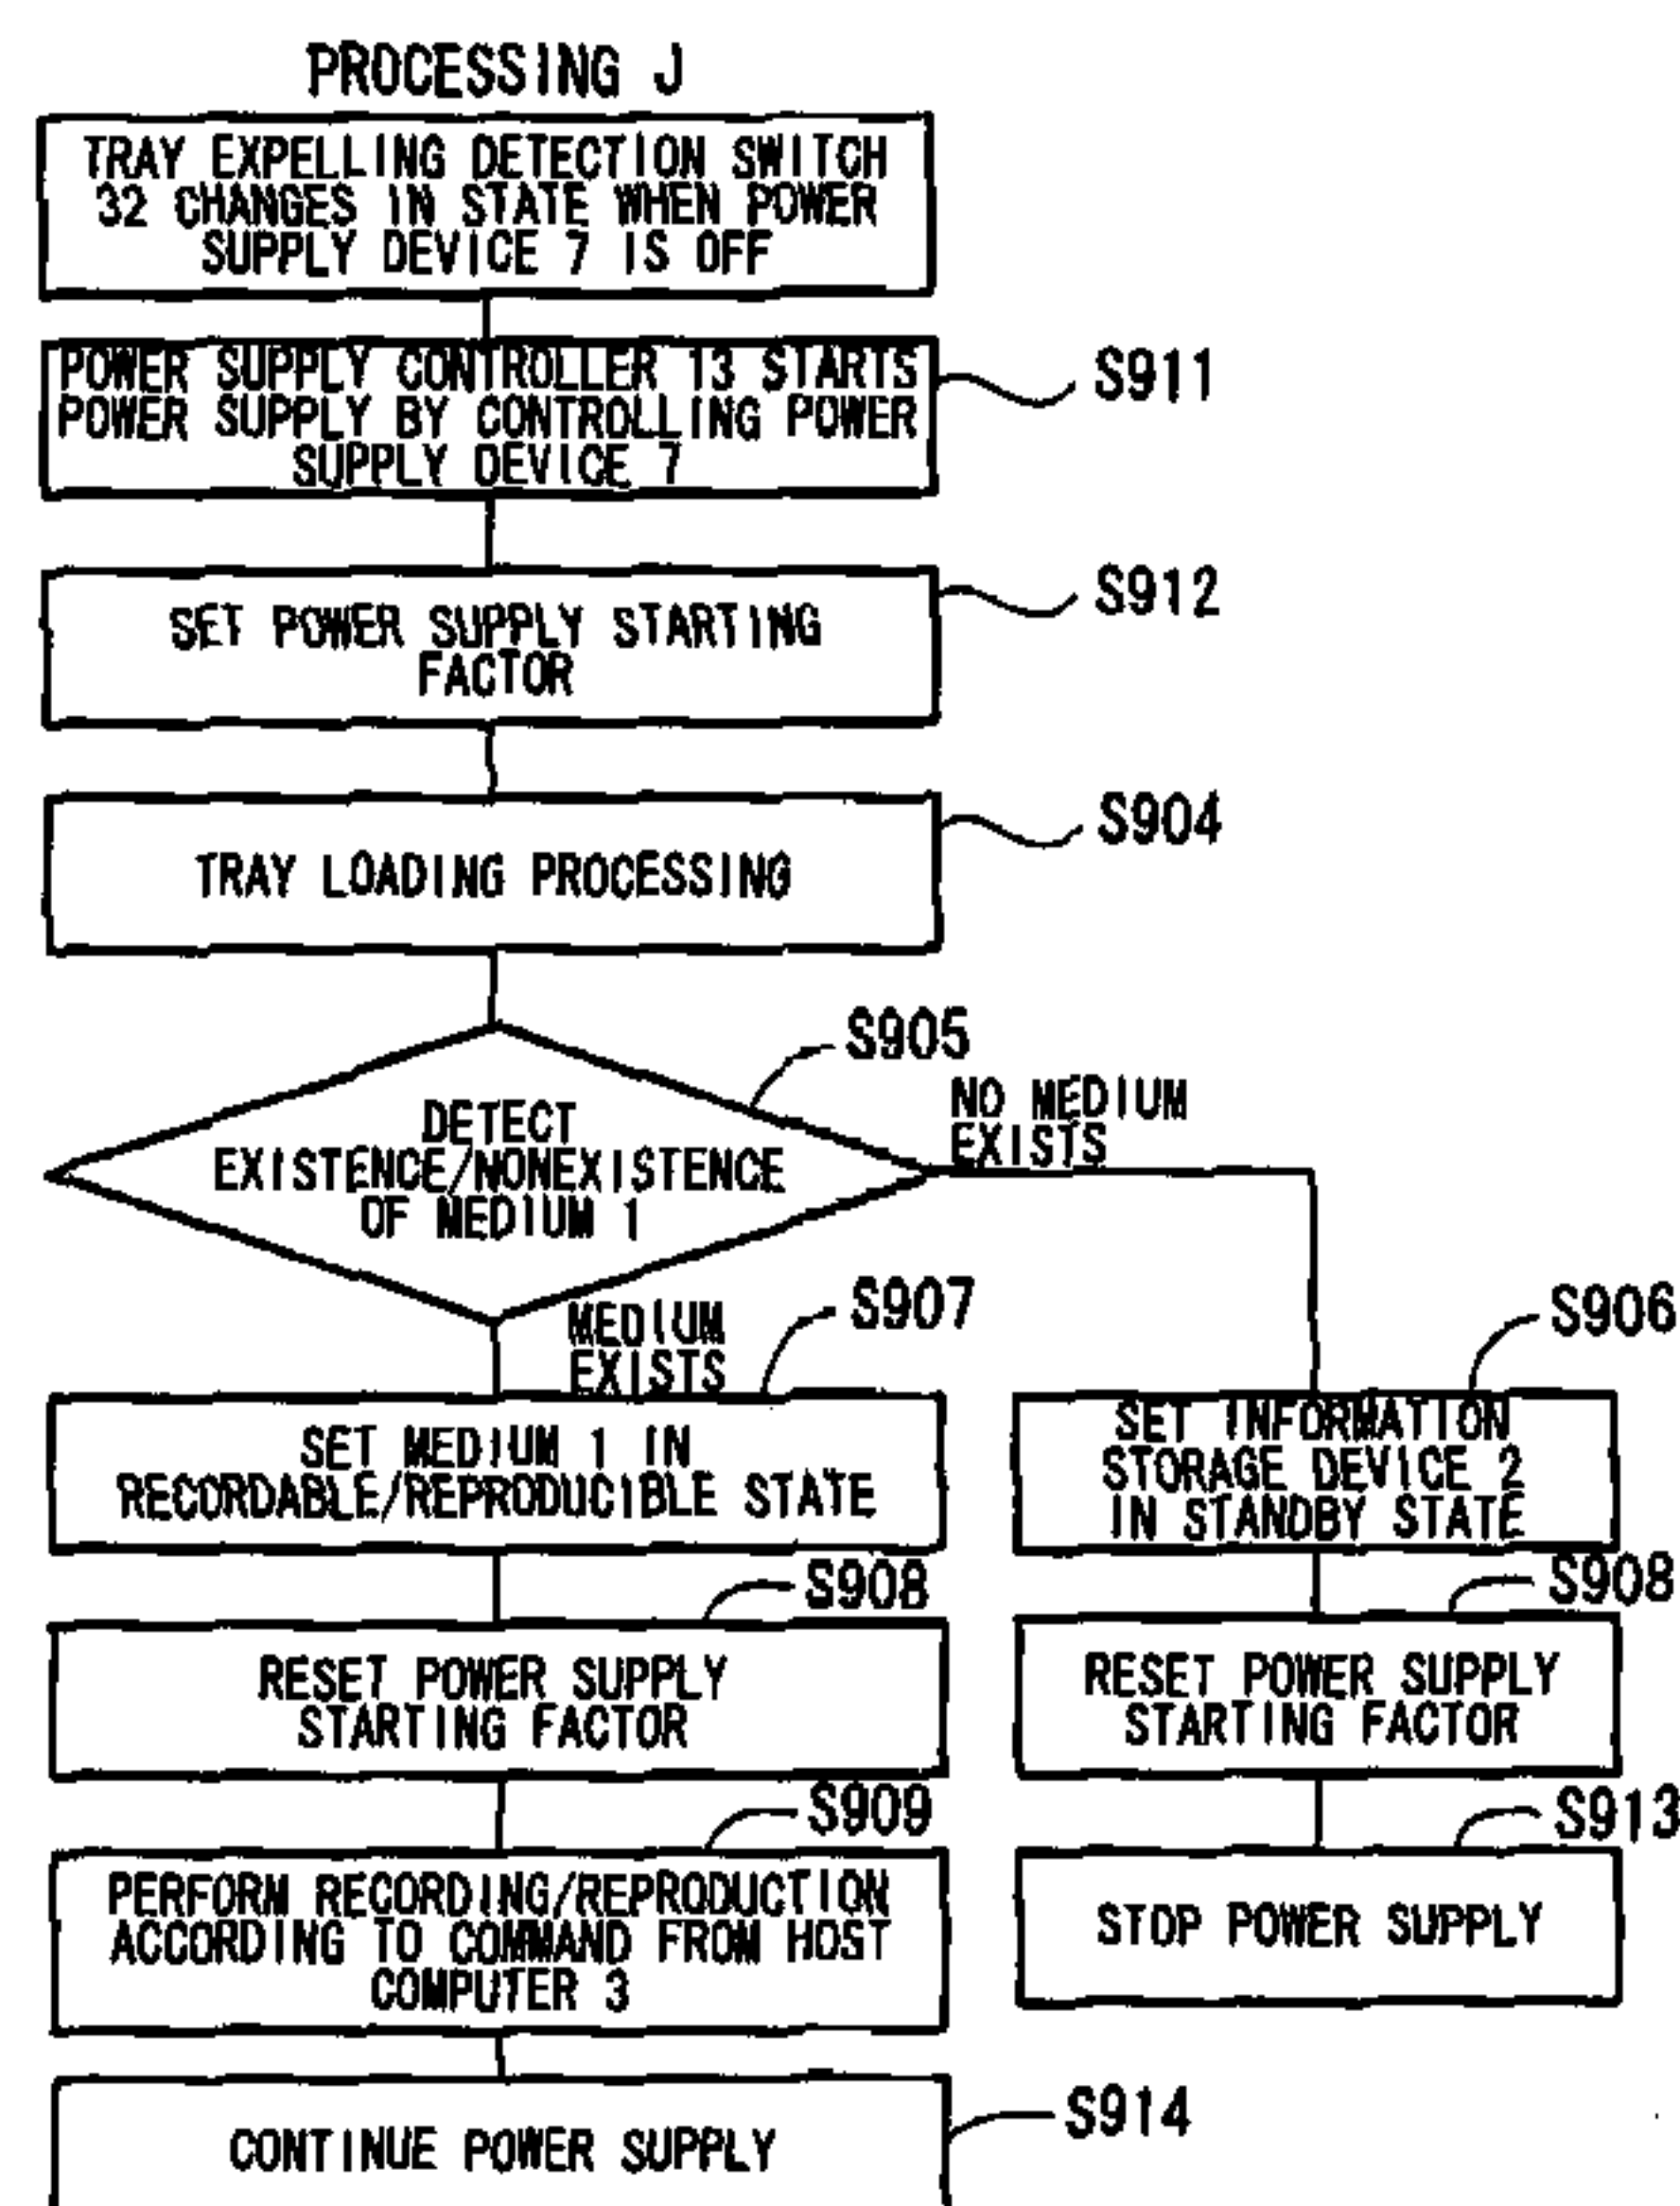 PROCESSING J
TRAY EXPELLING DETECTION SWITCH
32 CHANGES IN STATE WHEN POWER
SUPPLY DEVICE 7 IS OFF
POWER SUPPLY CONTROLLER 13 STARTS
POWER SUPPLY BY CONTROLLING POWER
SUPPLY DEVICE 7
S911
SET POWER SUPPLY STARTING
FACTOR
S912
TRAY LOADING PROCESSING
S904
DETECT
EXISTENCE/NONEXISTENCE
OF MEDIUM 1
S905
NO MEDIUM
EXISTS
MEDIUM
EXISTS
S907
SET MEDIUM 1 IN
RECORDABLE/REPRODUCIBLE STATE
S906
SET INFORMATION
STORAGE DEVICE 2
IN STANDBY STATE
S908
RESET POWER SUPPLY
STARTING FACTOR
S908
RESET POWER SUPPLY
STARTING FACTOR
S909
PERFORM RECORDING/REPRODUCTION
ACCORDING TO COMMAND FROM HOST
COMPUTER 3
S913
STOP POWER SUPPLY
CONTINUE POWER SUPPLY
S914